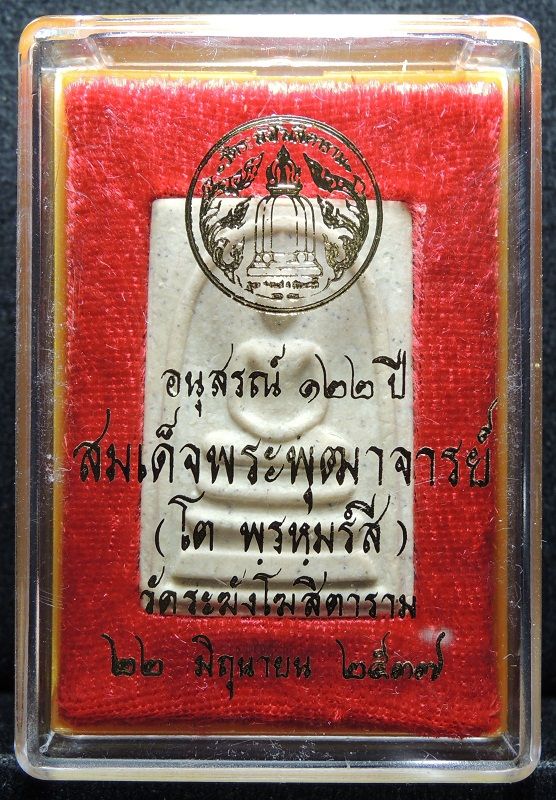 อนุสรณ์ ๑๒๒ ปี
สมเด็จพระพุฒาจารย์
(โต พฺรหฺมรํสี)
วัดระฆังโฆสิตาราม
๒๒ มิถุนายน ๒๕๓๗